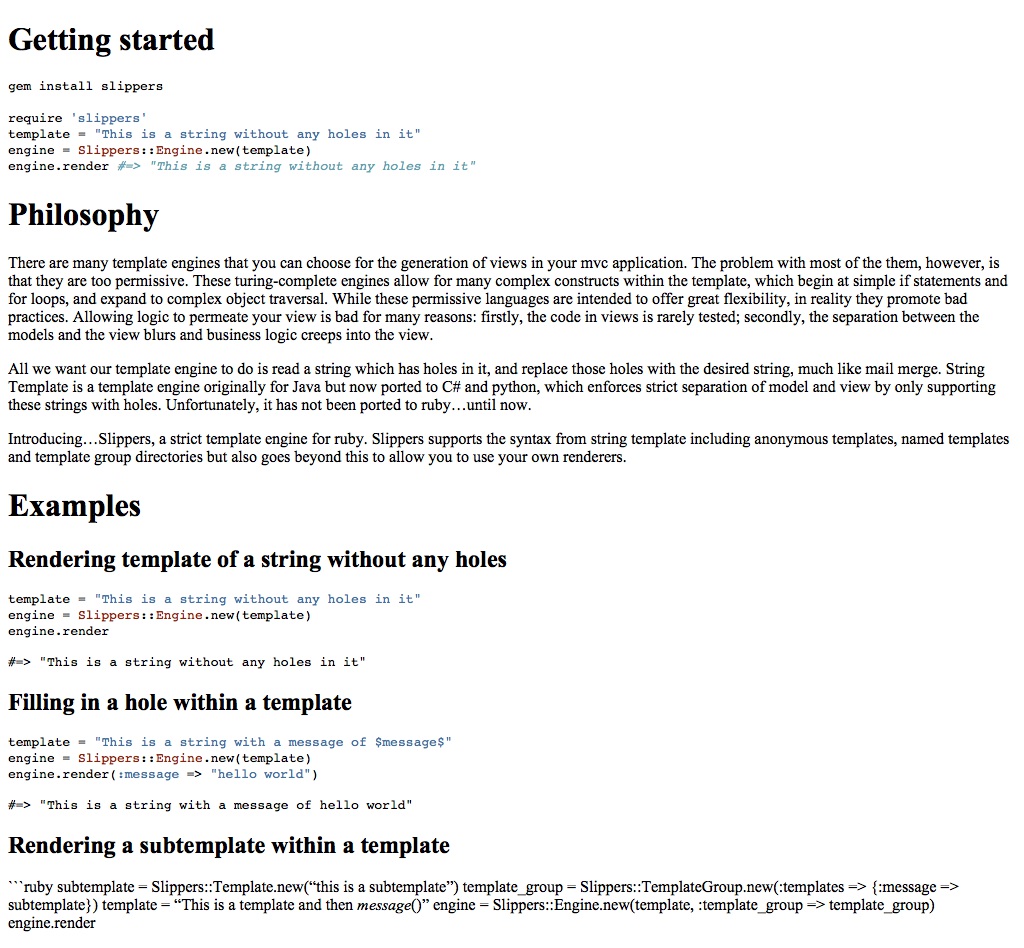 Getting started
gem install slippers
require 'slippers'
template = "This is a string without any holes in it"
engine = Slippers::Engine.new(template)
engine.render #=> "This is a string without any holes in it"
Philosophy
There are many template engines that you can choose for the generation of views in your mvc application. The problem with most of the them, however, is
that they are too permissive. These turing-complete engines allow for many complex constructs within the template, which begin at simple if statements and
for loops, and expand to complex object traversal. While these permissive languages are intended to offer great flexibility, in reality they promote bad
practices. Allowing logic to permeate your view is bad for many reasons: firstly, the code in views is rarely tested; secondly, the separation between the
models and the view blurs and business logic creeps into the view.
All we want our template engine to do is read a string which has holes in it, and replace those holes with the desired string, much like mail merge. String
Template is a template engine originally for Java but now ported to C# and python, which enforces strict separation of model and view by only supporting
these strings with holes. Unfortunately, it has not been ported to ruby…until now.
Introducing…Slippers, a strict template engine for ruby. Slippers supports the syntax from string template including anonymous templates, named templates
and template group directories but also goes beyond this to allow you to use your own renderers.
Examples
Rendering template of a string without any holes
template = "This is a string without any holes in it"
engine = Slippers::Engine.new(template)
engine.render
#=> "This is a string without any holes in it"
Filling in a hole within a template
template = "This is a string with a message of $message$"
engine = Slippers::Engine.new(template)
engine.render(:message => "hello world")
#=> "This is a string with a message of hello world"
Rendering a subtemplate within a template
```ruby subtemplate = Slippers::Template.new(“this is a subtemplate”) template_group = Slippers::TemplateGroup.new(:templates => {:message =>
subtemplate}) template = “This is a template and then message()” engine = Slippers::Engine.new(template, :template_group => template_group)
engine.render